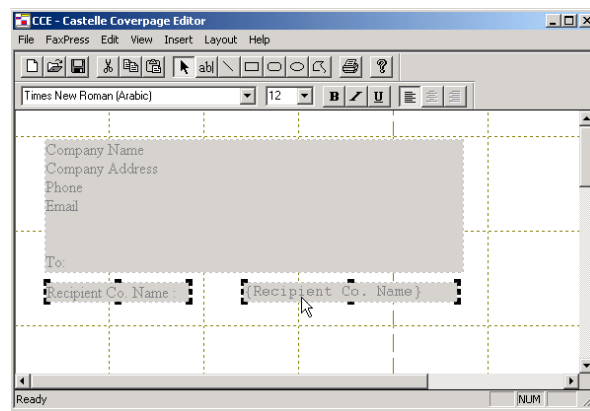 CCE - Castelle Coverpage Editor
File FaxPress Edit View Insert Layout Help
ab|
Times New Roman (Arabic) 12 B I U
Company Name
Company Address
Phone
Email
To:
Recipient Co. Name : {Recipient Co. Name}
Ready NUM